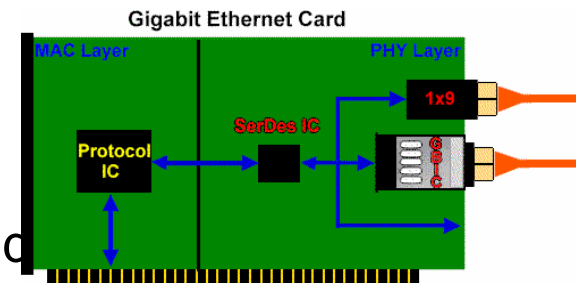 Gigabit Ethernet Card
MAC Layer
PHY Layer
1x9
SerDes IC
Protocol
IC
GBIC